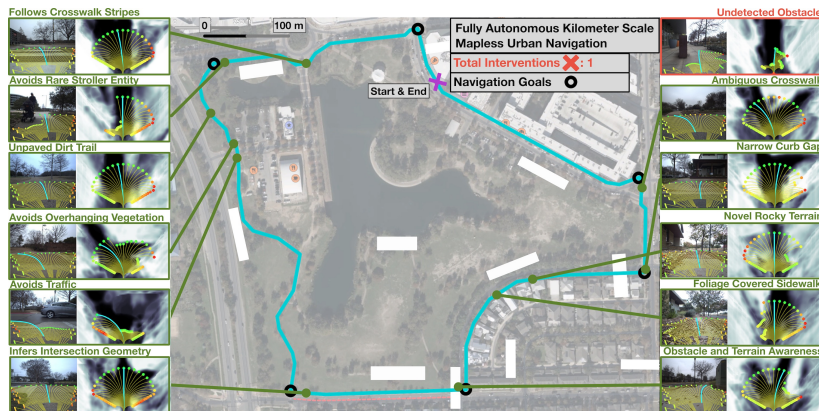 Follows Crosswalk Stripes
Avoids Rare Stroller Entity
Unpaved Dirt Trail
Avoids Overhanging Vegetation
Avoids Traffic
Infers Intersection Geometry
0 100 m
Start & End
Fully Autonomous Kilometer Scale
Mapless Urban Navigation
Total Interventions : 1
Navigation Goals
Undetected Obstacle
Ambiguous Crosswalk
Narrow Curb Gap
Novel Rocky Terrain
Foliage Covered Sidewalk
Obstacle and Terrain Awareness